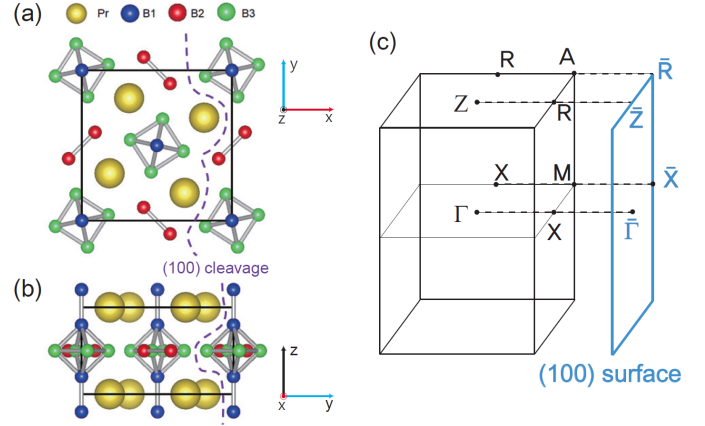 (a)
Pr B1 B2 B3
y
z x
(100) cleavage
(b)
z
x y
(c)
R A R̄
Z R Z̄
X M X̄
Γ X Γ̄
(100) surface